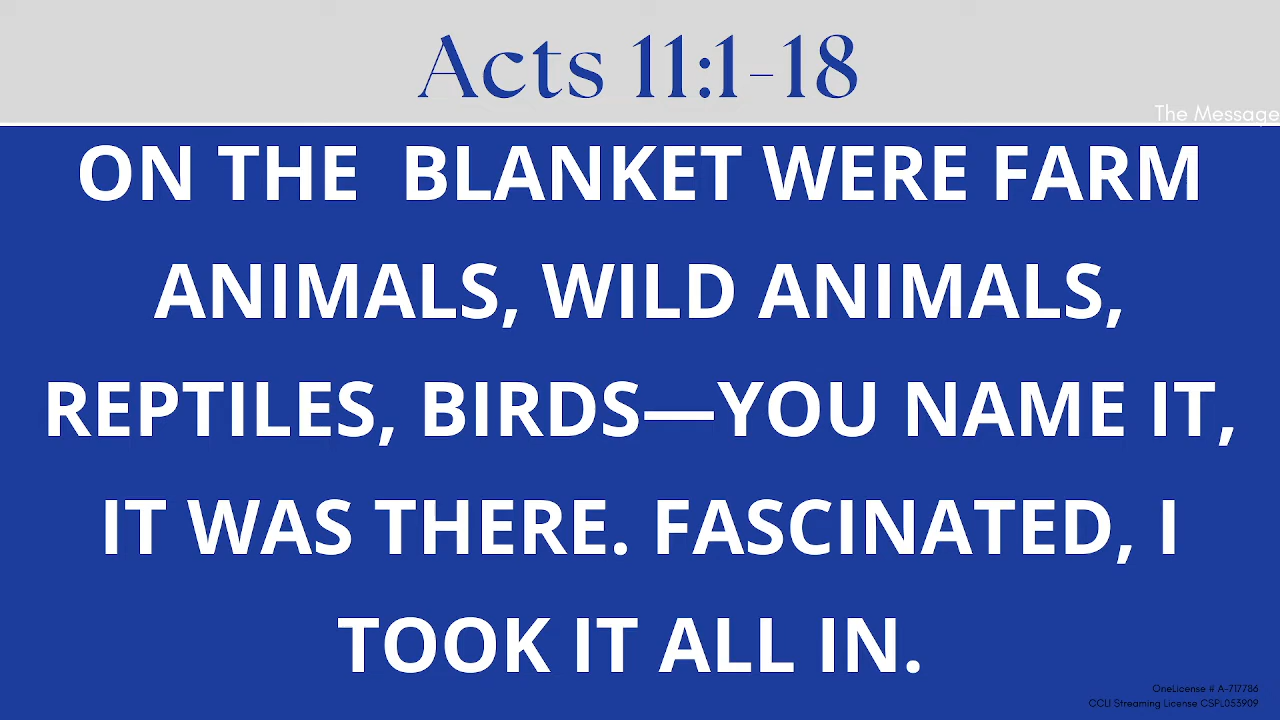 Acts 11:1-18
The Message
ON THE  BLANKET WERE FARM
ANIMALS, WILD ANIMALS,
REPTILES, BIRDS—YOU NAME IT,
IT WAS THERE. FASCINATED, I
TOOK IT ALL IN.
OneLicense # A-717786
CCLI Streaming License CSPL053909